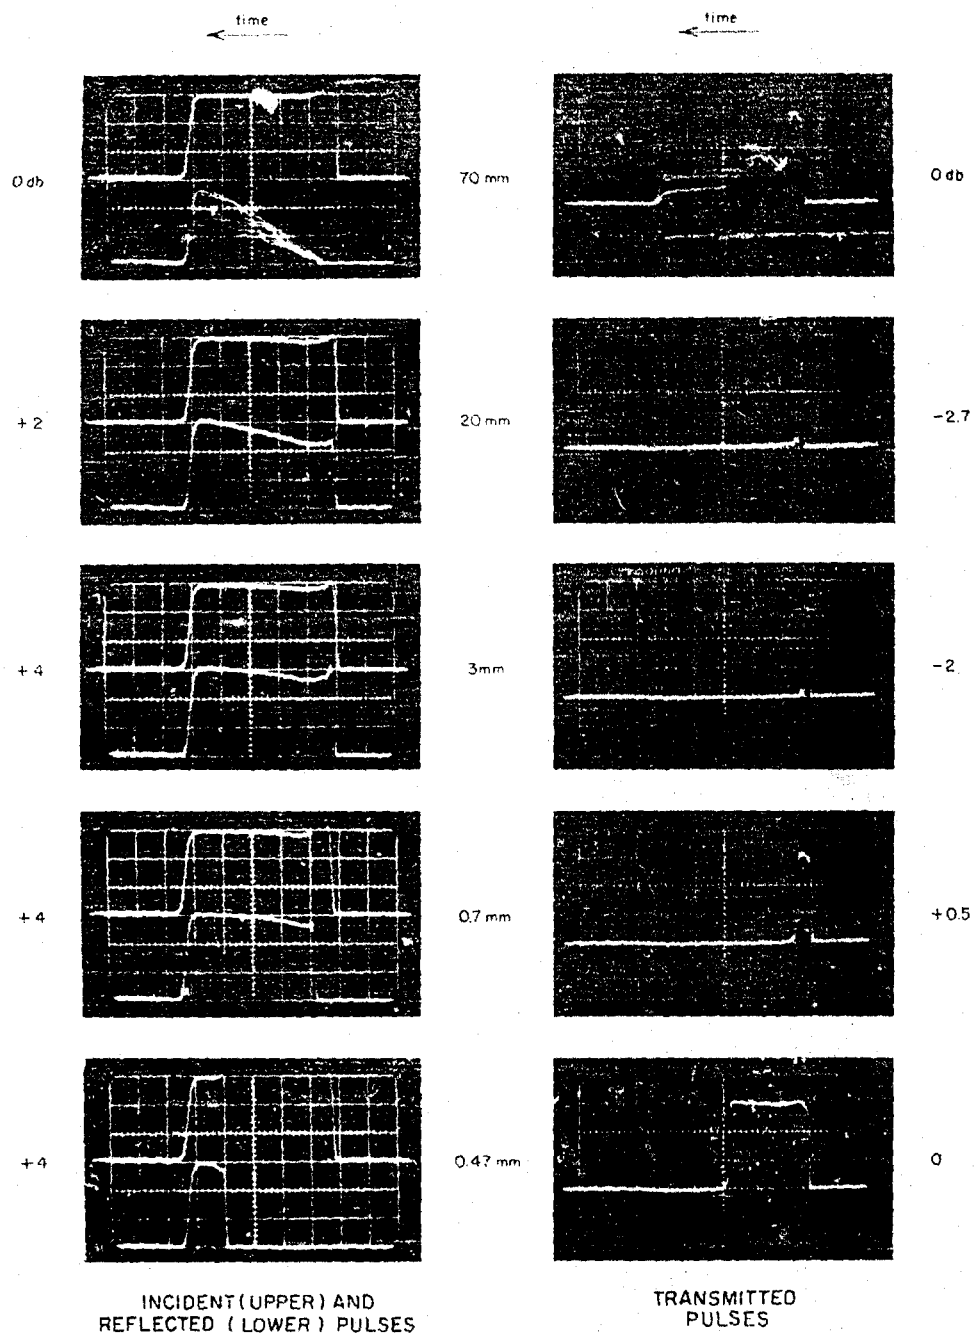 time
time
0 db
70 mm
0 db
+2
20 mm
-2.7
+4
3mm
-2
+4
0.7 mm
+0.5
+4
0.47 mm
0
INCIDENT (UPPER) AND
REFLECTED (LOWER) PULSES
TRANSMITTED
PULSES